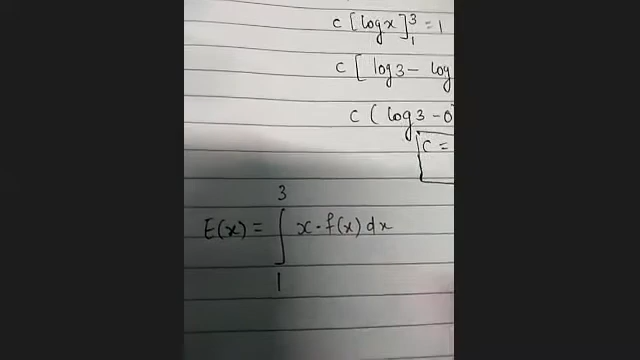 c [log x]₁³ = 1
c [log 3 - log
c (log 3 - 0
c =
E(x) = ∫₁³ x · f(x) dx